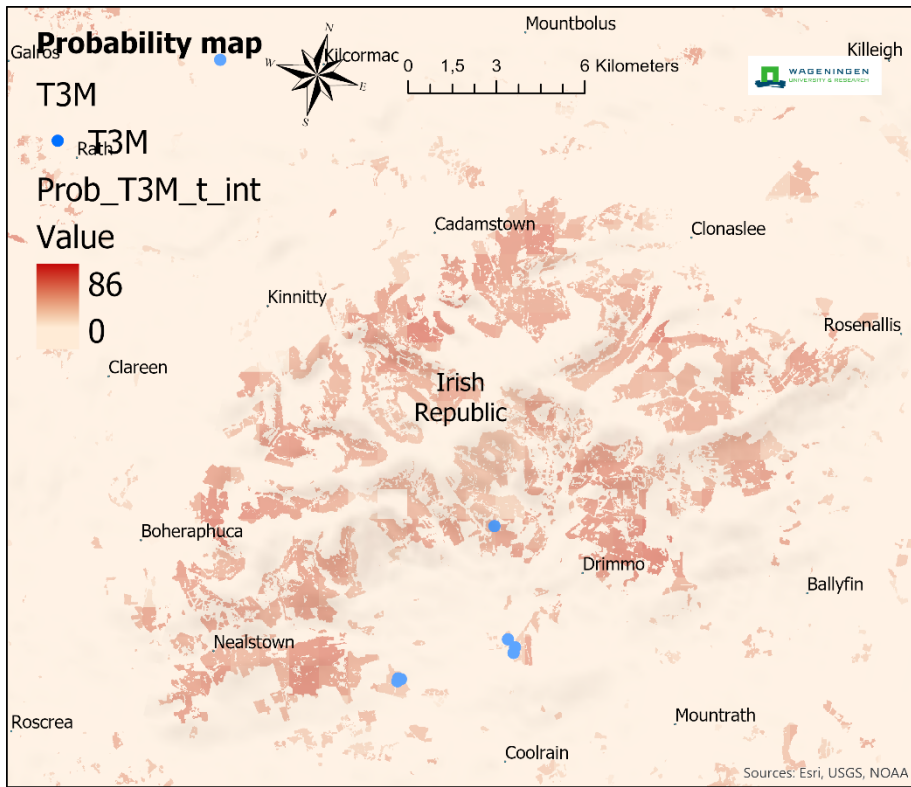 Probability map
Galros
T3M
T3M
Rath
Prob_T3M_t_int
Value
86
0
N
W
E
S
Kilcormac
0 1,5 3 6 Kilometers
Mountbolus
Killeigh
WAGENINGEN
UNIVERSITY & RESEARCH
Cadamstown
Clonaslee
Kinnitty
Rosenallis
Clareen
Irish
Republic
Boheraphuca
Drimmo
Ballyfin
Nealstown
Roscrea
Mountrath
Coolrain
Sources: Esri, USGS, NOAA